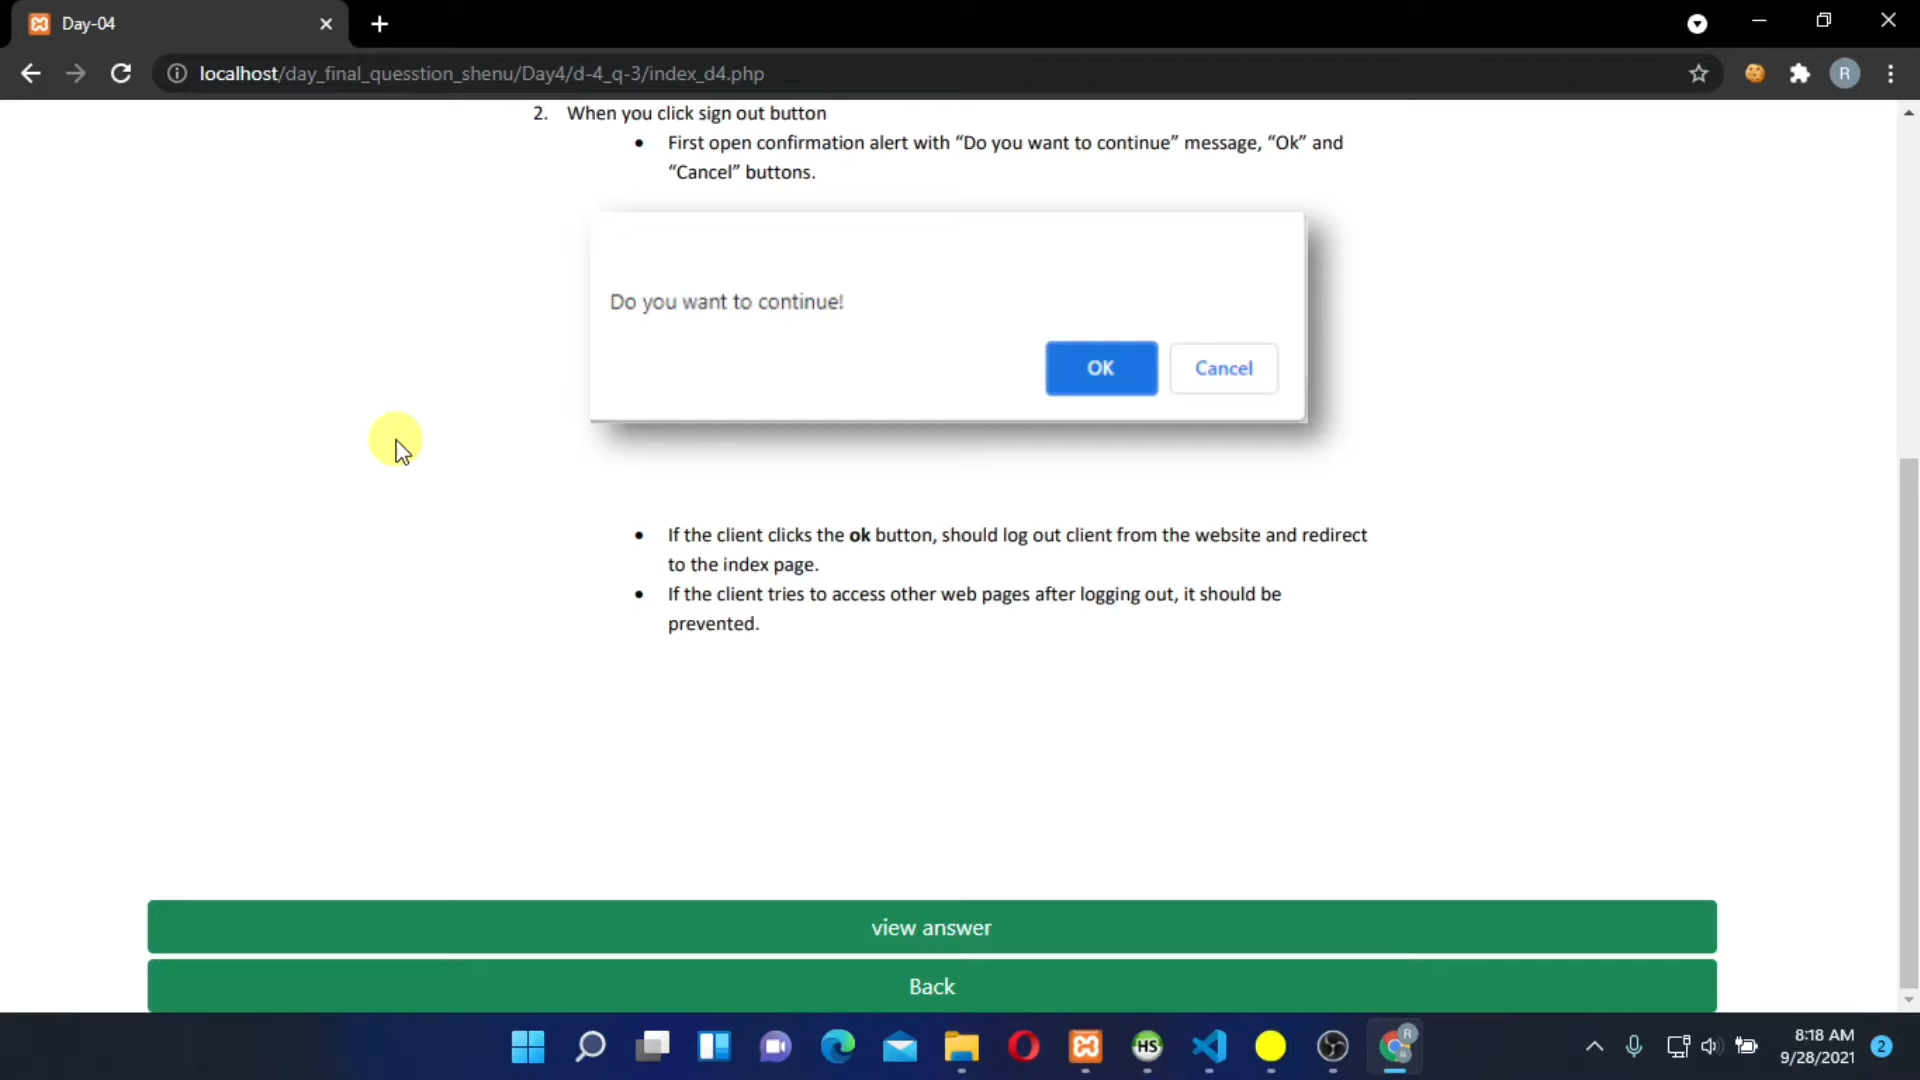 Day-04
localhost/day_final_quesstion_shenu/Day4/d-4_q-3/index_d4.php
R
2. When you click sign out button
• First open confirmation alert with “Do you want to continue” message, “Ok” and
“Cancel” buttons.
Do you want to continue!
OK
Cancel
• If the client clicks the ok button, should log out client from the website and redirect
to the index page.
• If the client tries to access other web pages after logging out, it should be
prevented.
view answer
Back
HS
R
8:18 AM
9/28/2021
2